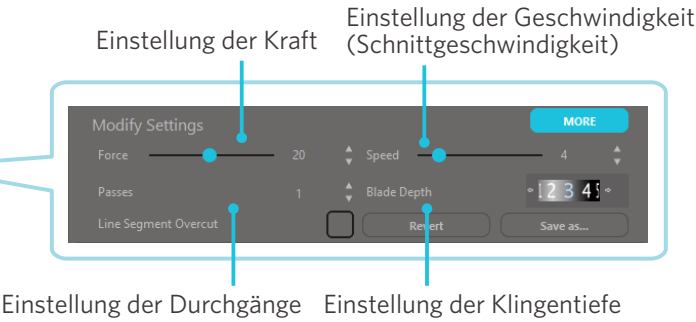 Einstellung der Geschwindigkeit
Einstellung der Kraft (Schnittgeschwindigkeit)
Modify Settings MORE
Force 20 Speed 4
Passes 1 Blade Depth 1 2 3 4 5
Line Segment Overcut Revert Save as...
Einstellung der Durchgänge Einstellung der Klingentiefe